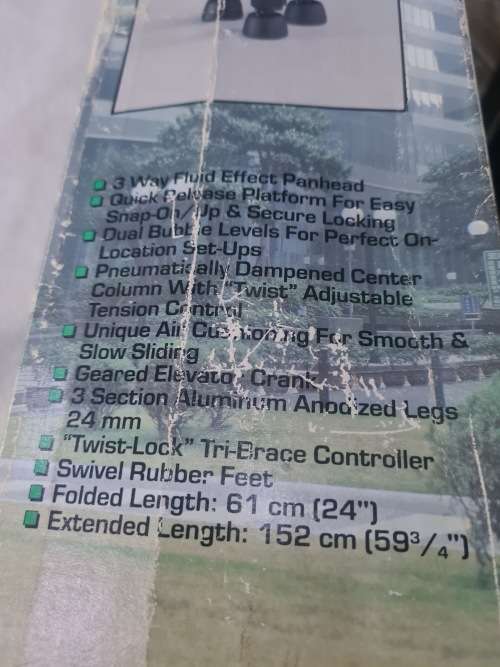 3 Way Fluid Effect Panhead
Quick Release Platform For Easy
Snap-On/Up & Secure Locking
Dual Bubble Levels For Perfect On-
Location Set-Ups
Pneumatically Dampened Center
Column With "Twist" Adjustable
Tension Control
Unique Air Cushioning For Smooth &
Slow Sliding
Geared Elevator Crank
3 Section Aluminum Anodized Legs
24 mm
"Twist-Lock" Tri-Brace Controller
Swivel Rubber Feet
Folded Length: 61 cm (24")
Extended Length: 152 cm (59³/₄")